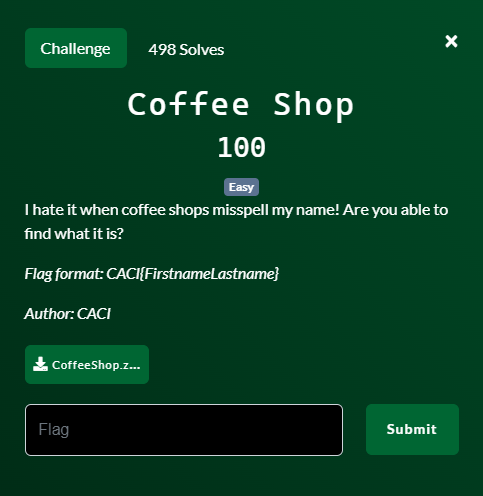 Challenge 498 Solves ×
Coffee Shop
100
Easy
I hate it when coffee shops misspell my name! Are you able to
find what it is?
Flag format: CACI{FirstnameLastname}
Author: CACI
CoffeeShop.z...
Flag Submit